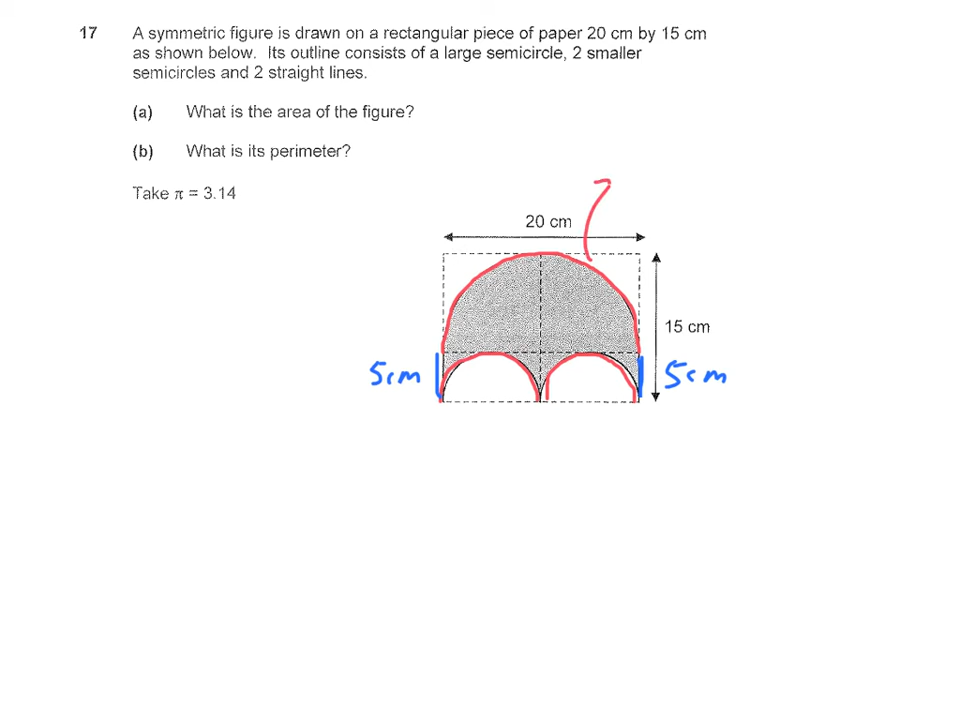 17 A symmetric figure is drawn on a rectangular piece of paper 20 cm by 15 cm
as shown below. Its outline consists of a large semicircle, 2 smaller
semicircles and 2 straight lines.
(a) What is the area of the figure?
(b) What is its perimeter?
Take π = 3.14
20 cm
15 cm
5cm
5cm